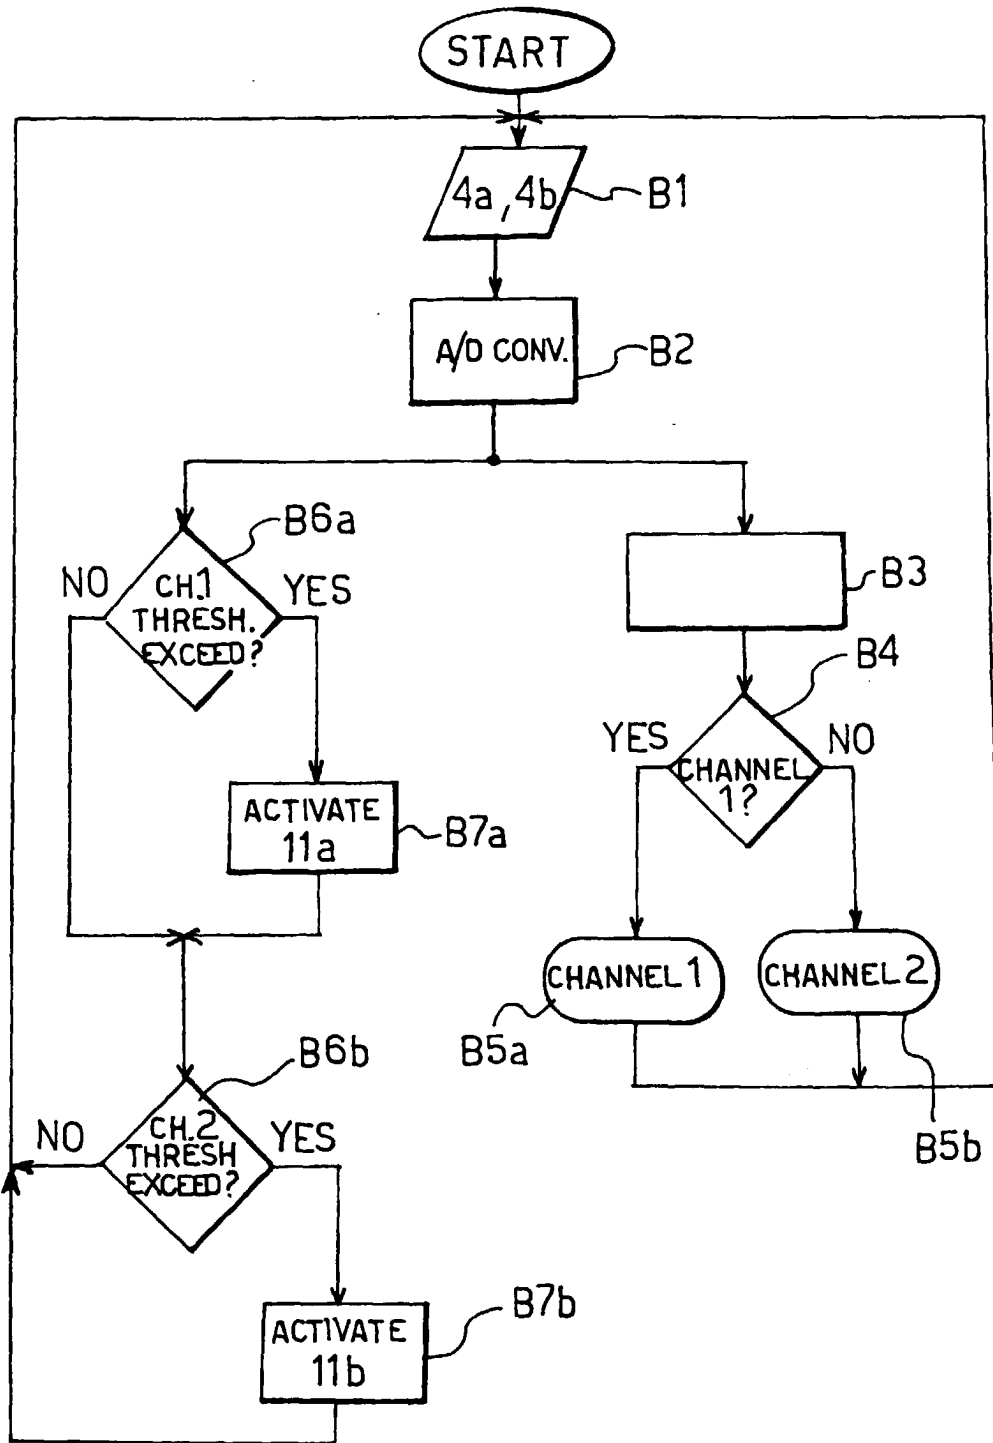 START
4a, 4b
B1
A/D CONV.
B2
B6a
NO
YES
CH.1
THRESH.
EXCEED?
B3
B4
YES
NO
CHANNEL
1?
ACTIVATE
11a
B7a
CHANNEL 1
CHANNEL 2
B5a
B5b
B6b
NO
YES
CH.2
THRESH
EXCEED?
B7b
ACTIVATE
11b